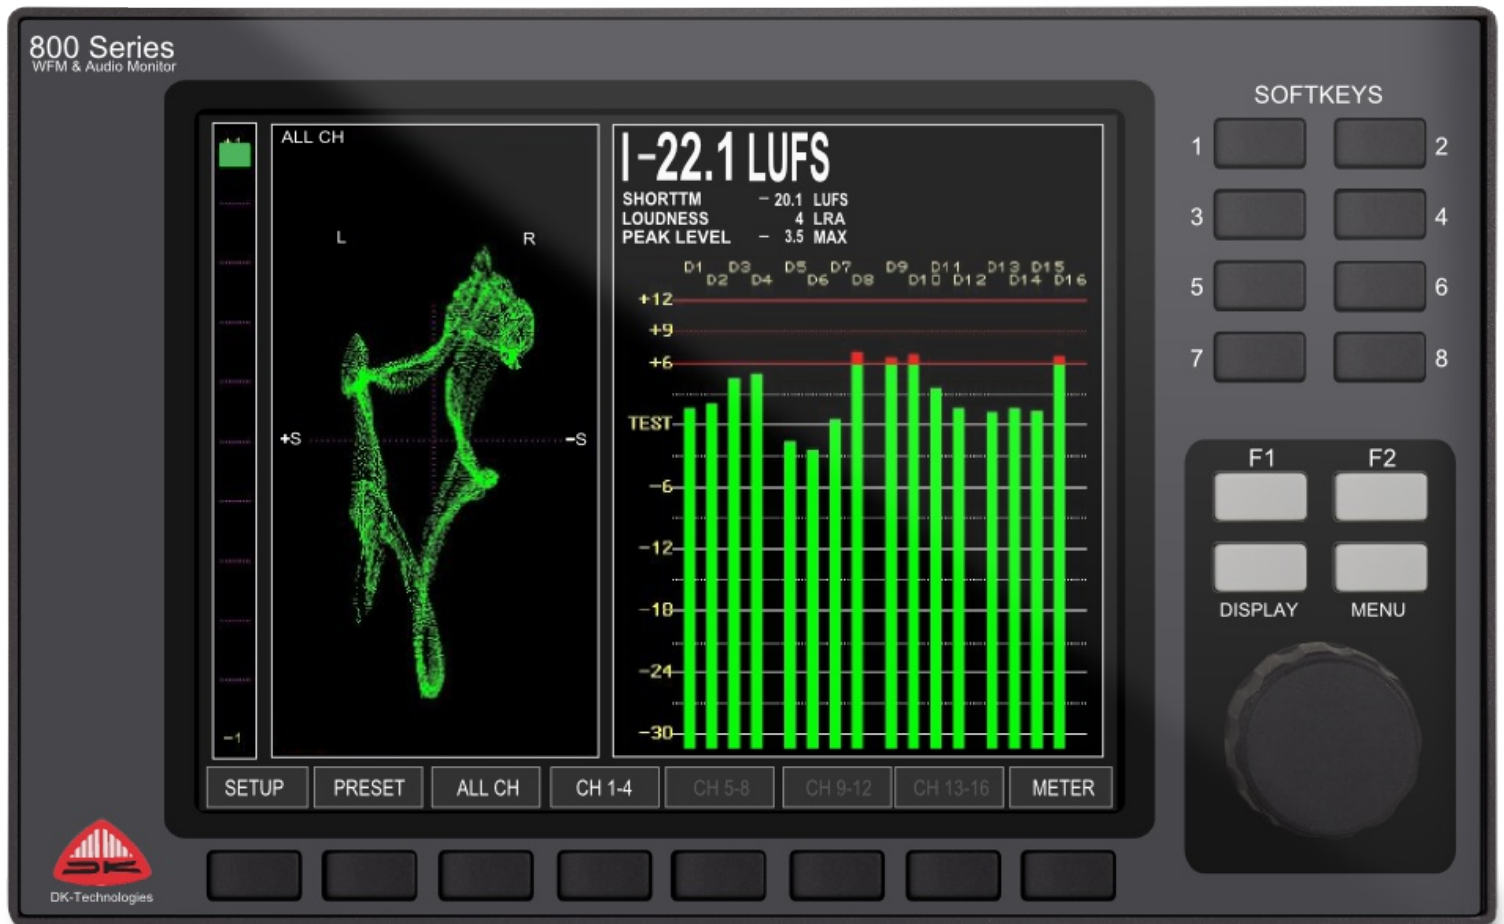 800 Series
WFM & Audio Monitor
SOFTKEYS
1 2
3 4
5 6
7 8
F1 F2
DISPLAY MENU
+1
-1
ALL CH
L R
+S -S
I -22.1 LUFS
SHORTTM - 20.1 LUFS
LOUDNESS 4 LRA
PEAK LEVEL - 3.5 MAX
D1 D3 D5 D7 D9 D11 D13 D15
D2 D4 D6 D8 D10 D12 D14 D16
+12
+9
+6
TEST
-6
-12
-18
-24
-30
SETUP PRESET ALL CH CH 1-4 CH 5-8 CH 9-12 CH 13-16 METER
DK
DK-Technologies